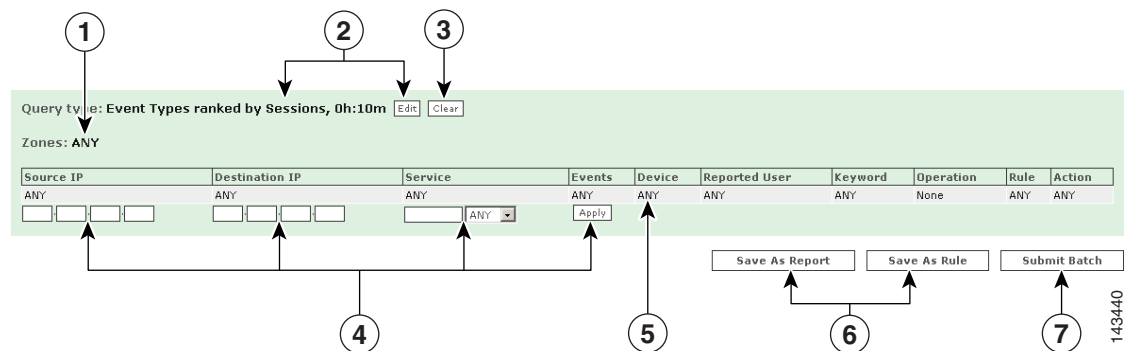 1 2 3
Query type: Event Types ranked by Sessions, 0h:10m Edit Clear
Zones: ANY
Source IP Destination IP Service Events Device Reported User Keyword Operation Rule Action
ANY ANY ANY ANY ANY ANY ANY None ANY ANY
ANY Apply
Save As Report Save As Rule Submit Batch
4 5 6 7
143440